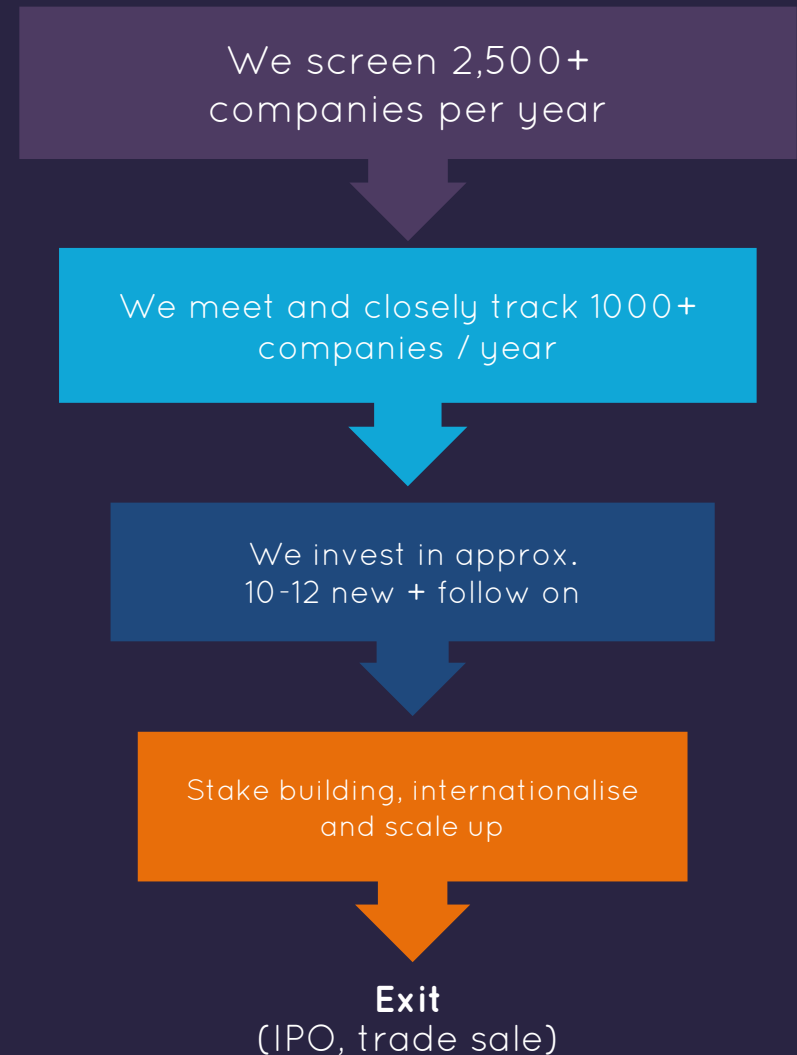 We screen 2,500+
companies per year
We meet and closely track 1000+
companies / year
We invest in approx.
10-12 new + follow on
Stake building, internationalise
and scale up
Exit
(IPO, trade sale)